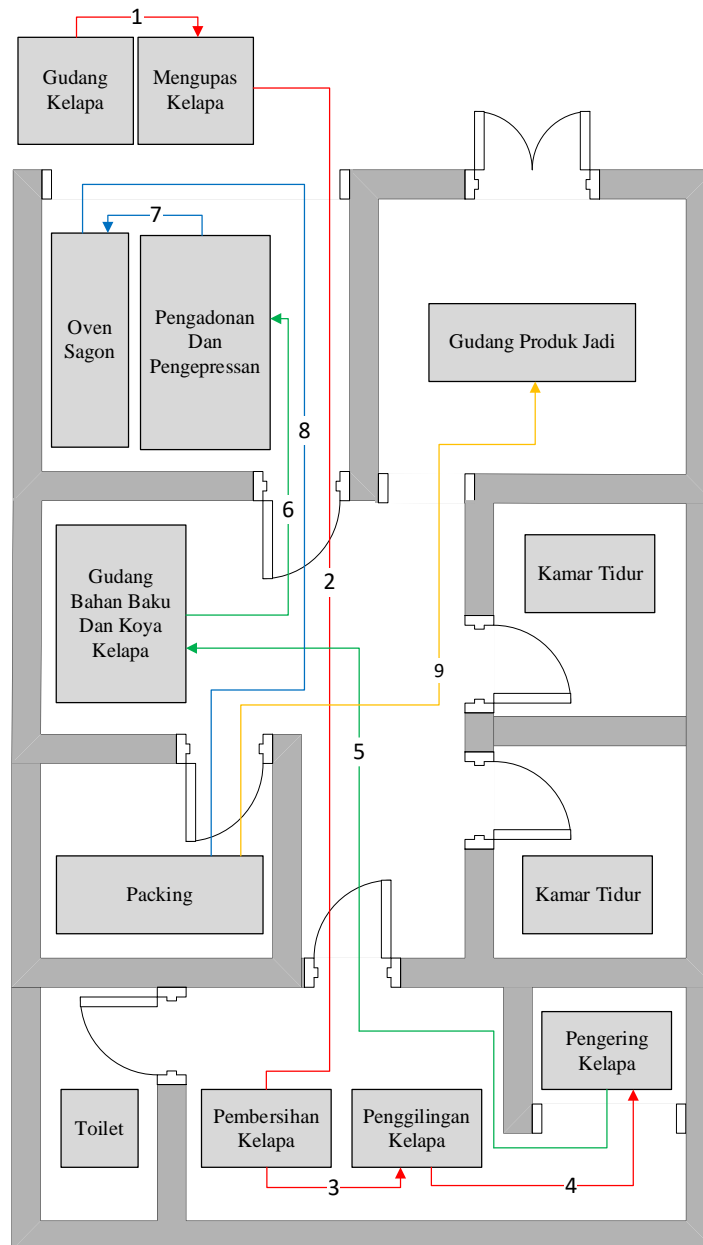 1
Gudang
Kelapa
Mengupas
Kelapa
7
Oven
Sagon
Pengadonan
Dan
Pengepressan
Gudang Produk Jadi
8
6
Gudang
Bahan Baku
Dan Koya
Kelapa
2
Kamar Tidur
9
5
Packing
Kamar Tidur
Pengering
Kelapa
Toilet
Pembersihan
Kelapa
Penggilingan
Kelapa
3
4